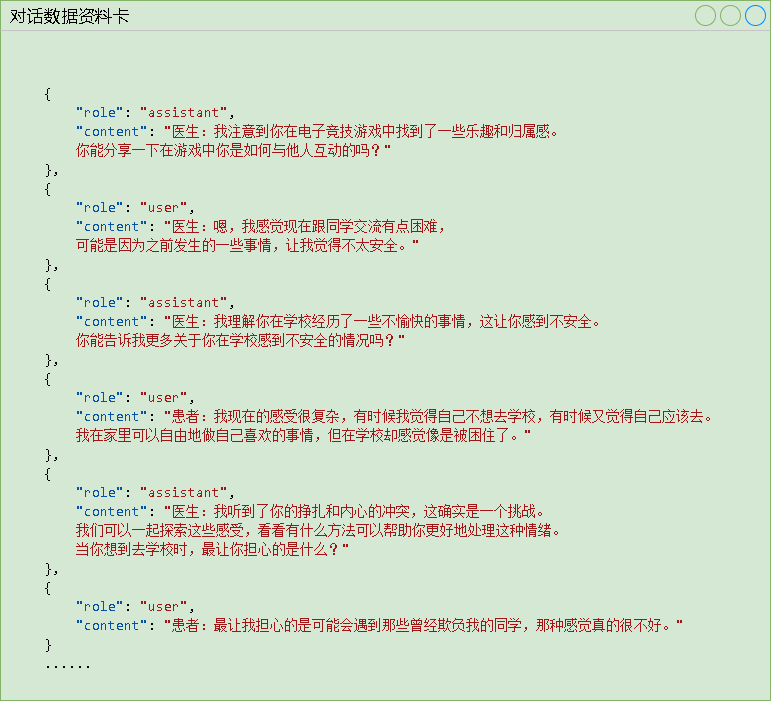 对话数据资料卡
{
"role": "assistant",
"content": "医生：我注意到你在电子竞技游戏中找到了一些乐趣和归属感。
你能分享一下在游戏中你是如何与他人互动的吗？"
},
{
"role": "user",
"content": "医生：嗯，我感觉现在跟同学交流有点困难，
可能是因为之前发生的一些事情，让我觉得不太安全。"
},
{
"role": "assistant",
"content": "医生：我理解你在学校经历了一些不愉快的事情，这让你感到不安全。
你能告诉我更多关于你在学校感到不安全的情况吗？"
},
{
"role": "user",
"content": "患者：我现在的感受很复杂，有时候我觉得自己不想去学校，有时候又觉得自己应该去。
我在家里可以自由地做自己喜欢的事情，但在学校却感觉像是被困住了。"
},
{
"role": "assistant",
"content": "医生：我听到了你的挣扎和内心的冲突，这确实是一个挑战。
我们可以一起探索这些感受，看看有什么方法可以帮助你更好地处理这种情绪。
当你想到去学校时，最让你担心的是什么？"
},
{
"role": "user",
"content": "患者：最让我担心的是可能会遇到那些曾经欺负我的同学，那种感觉真的很不好。"
}
......